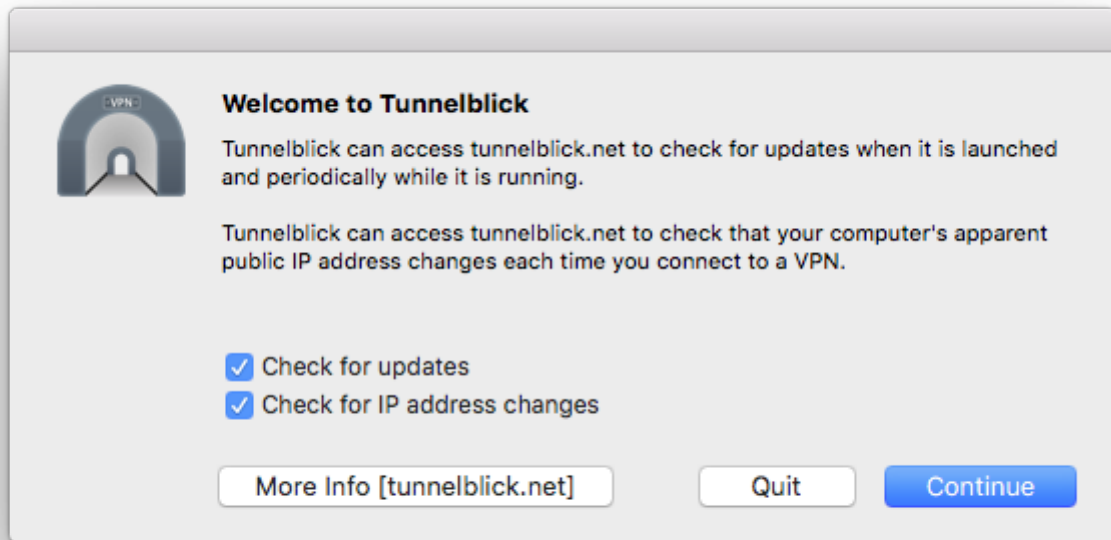 VPN
Welcome to Tunnelblick
Tunnelblick can access tunnelblick.net to check for updates when it is launched
and periodically while it is running.
Tunnelblick can access tunnelblick.net to check that your computer's apparent
public IP address changes each time you connect to a VPN.
Check for updates
Check for IP address changes
More Info [tunnelblick.net]
Quit
Continue